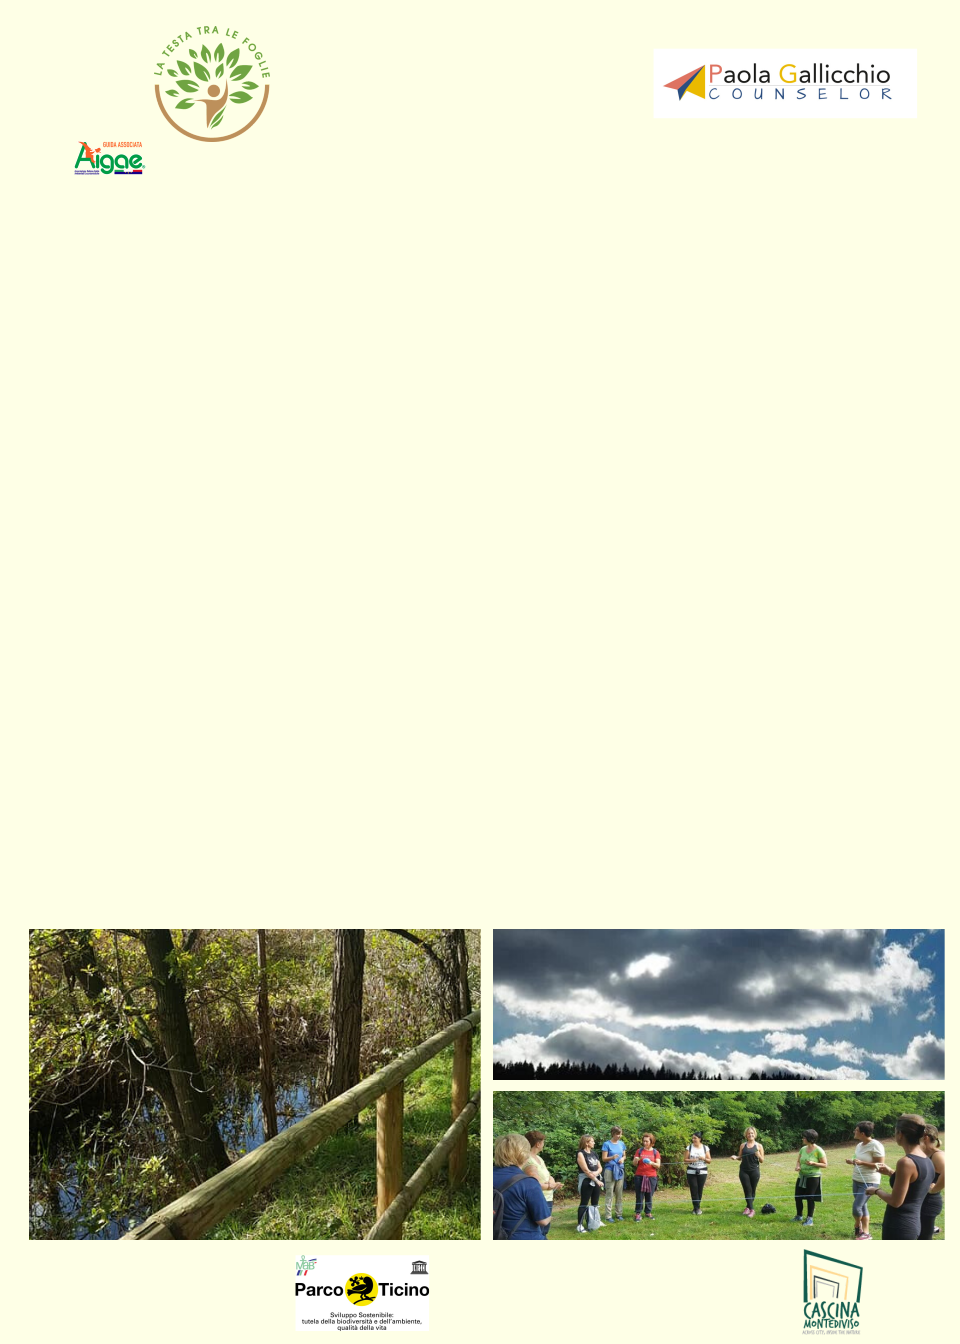 LA TESTA TRA LE FOGLIE
Paola Gallicchio
COUNSELOR
GUIDA ASSOCIATA
Aigae
MAB
Parco Ticino
Sviluppo Sostenibile:
tutela della biodiversità e dell'ambiente,
qualità della vita
CASCINA
MONTEDIVISO